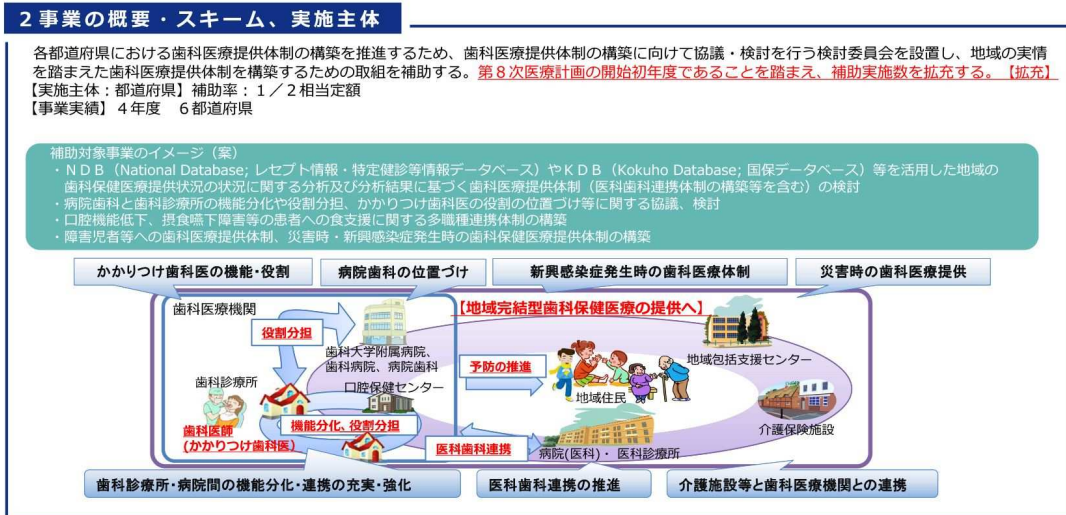 2事業の概要・スキーム、実施主体
各都道府県における歯科医療提供体制の構築を推進するため、歯科医療提供体制の構築に向けて協議・検討を行う検討委員会を設置し、地域の実情
を踏まえた歯科医療提供体制を構築するための取組を補助する。第8次医療計画の開始初年度であることを踏まえ、補助実施数を拡充する。【拡充】
【実施主体:都道府県】補助率:1/2相当定額
【事業実績】4年度 6都道府県
補助対象事業のイメージ(案)
・NDB(National Database; レセプト情報・特定健診等情報データベース)やKDB(Kokuho Database; 国保データベース)等を活用した地域の
歯科保健医療提供状況の状況に関する分析及び分析結果に基づく歯科医療提供体制(医科歯科連携体制の構築等を含む)の検討
・病院歯科と歯科診療所の機能分化や役割分担、かかりつけ歯科医の役割の位置づけ等に関する協議、検討
・口腔機能低下、摂食嚥下障害等の患者への食支援に関する多職種連携体制の構築
・障害児者等への歯科医療提供体制、災害時・新興感染症発生時の歯科保健医療提供体制の構築
かかりつけ歯科医の機能・役割
病院歯科の位置づけ
新興感染症発生時の歯科医療体制
災害時の歯科医療提供
歯科医療機関
【地域完結型歯科保健医療の提供へ】
役割分担
歯科大学附属病院、
歯科病院、病院歯科
地域包括支援センター
予防の推進
歯科診療所
口腔保健センター
地域住民
介護保険施設
歯科医師
(かかりつけ歯科医)
機能分化、役割分担
医科歯科連携
病院(医科)・ 医科診療所
歯科診療所・病院間の機能分化・連携の充実・強化
医科歯科連携の推進
介護施設等と歯科医療機関との連携